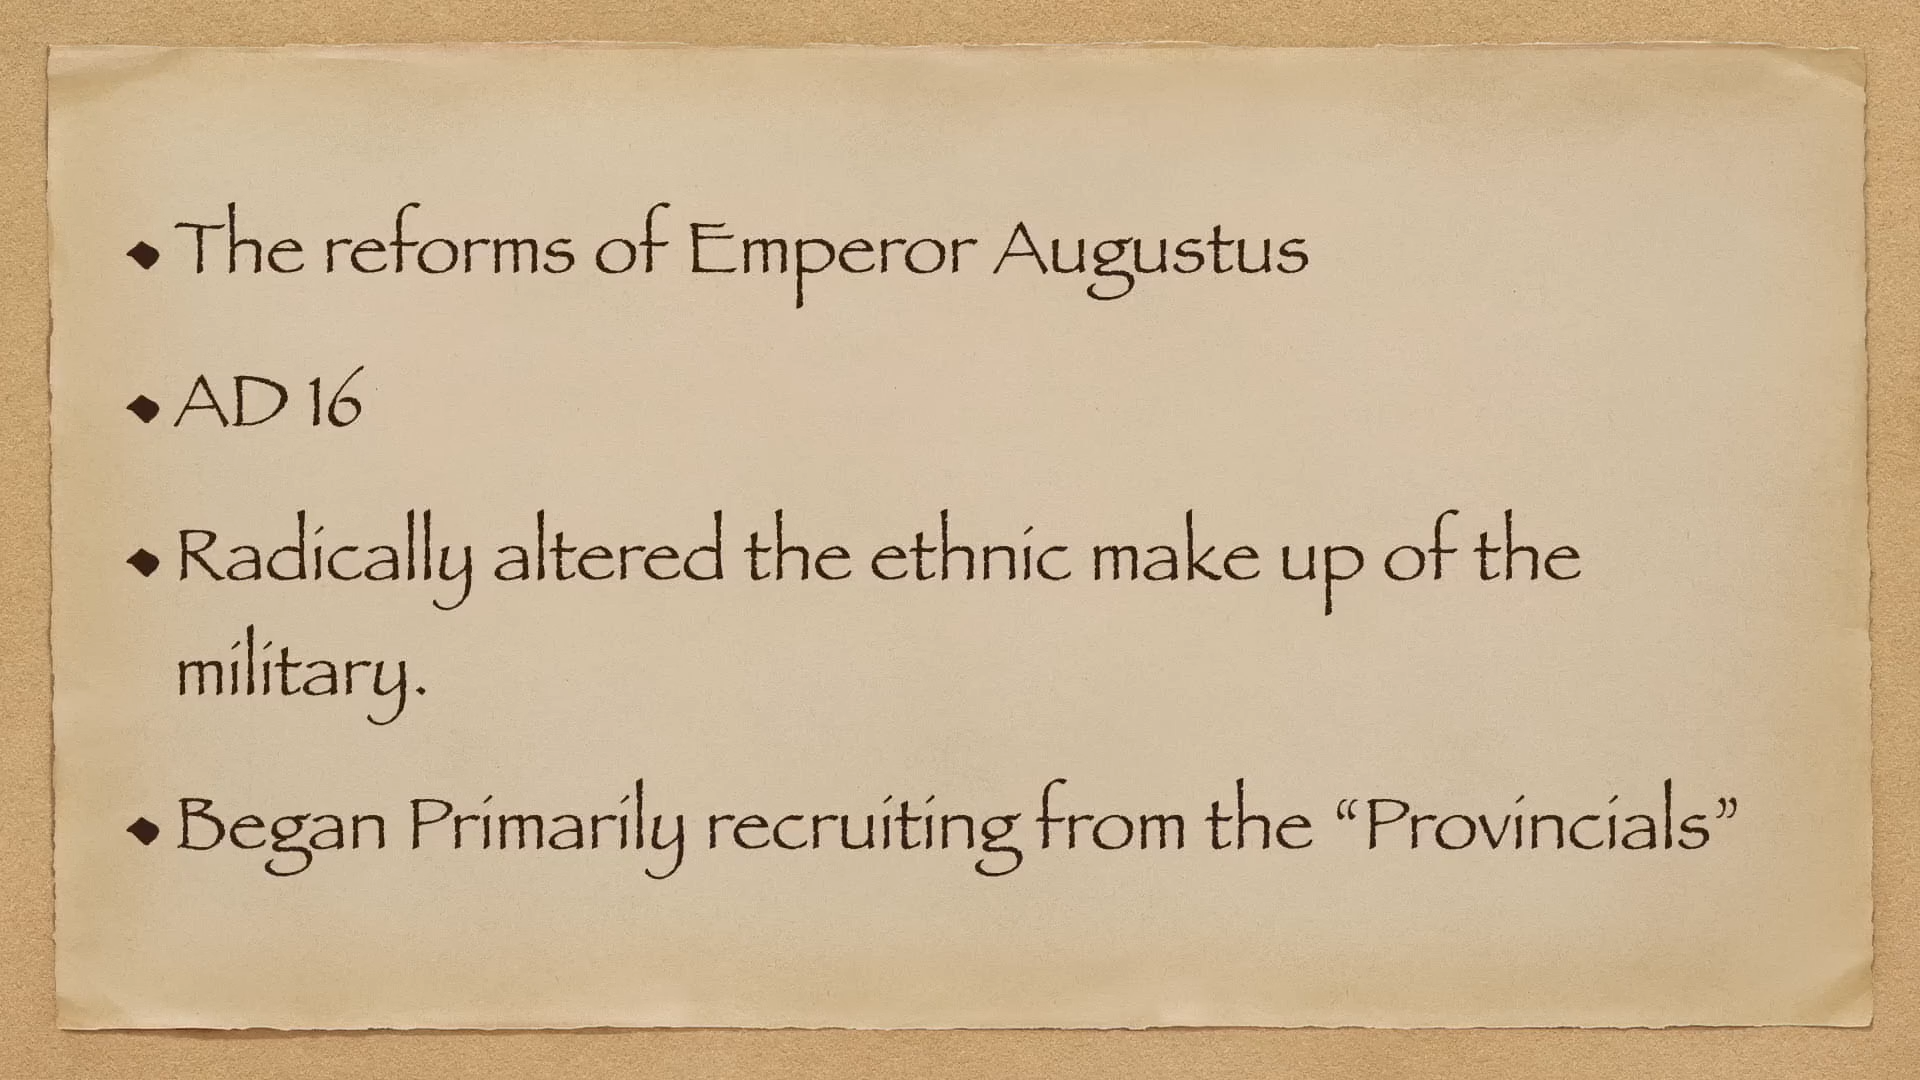 • The reforms of Emperor Augustus
• AD 16
• Radically altered the ethnic make up of the
military.
• Began Primarily recruiting from the “Provincials”